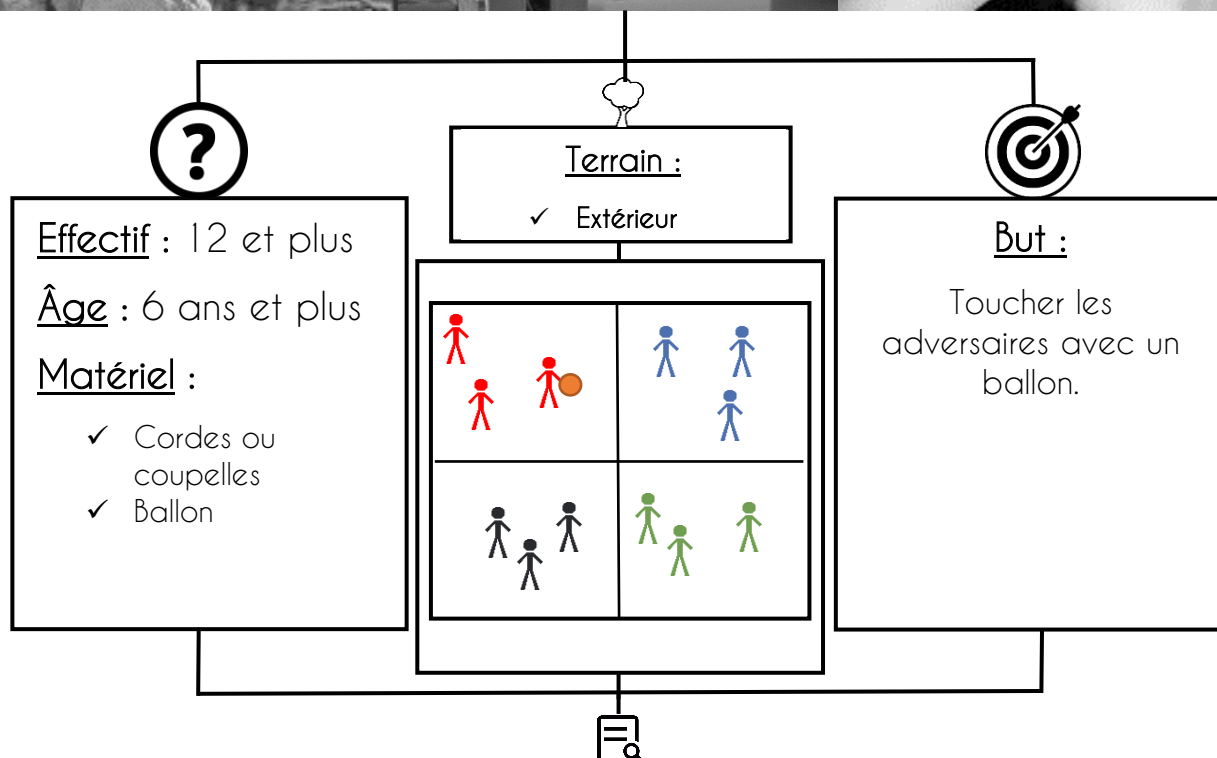 ?
Terrain :
✓ Extérieur
Effectif : 12 et plus
Âge : 6 ans et plus
Matériel :
✓ Cordes ou
coupelles
✓ Ballon
But :
Toucher les
adversaires avec un
ballon.